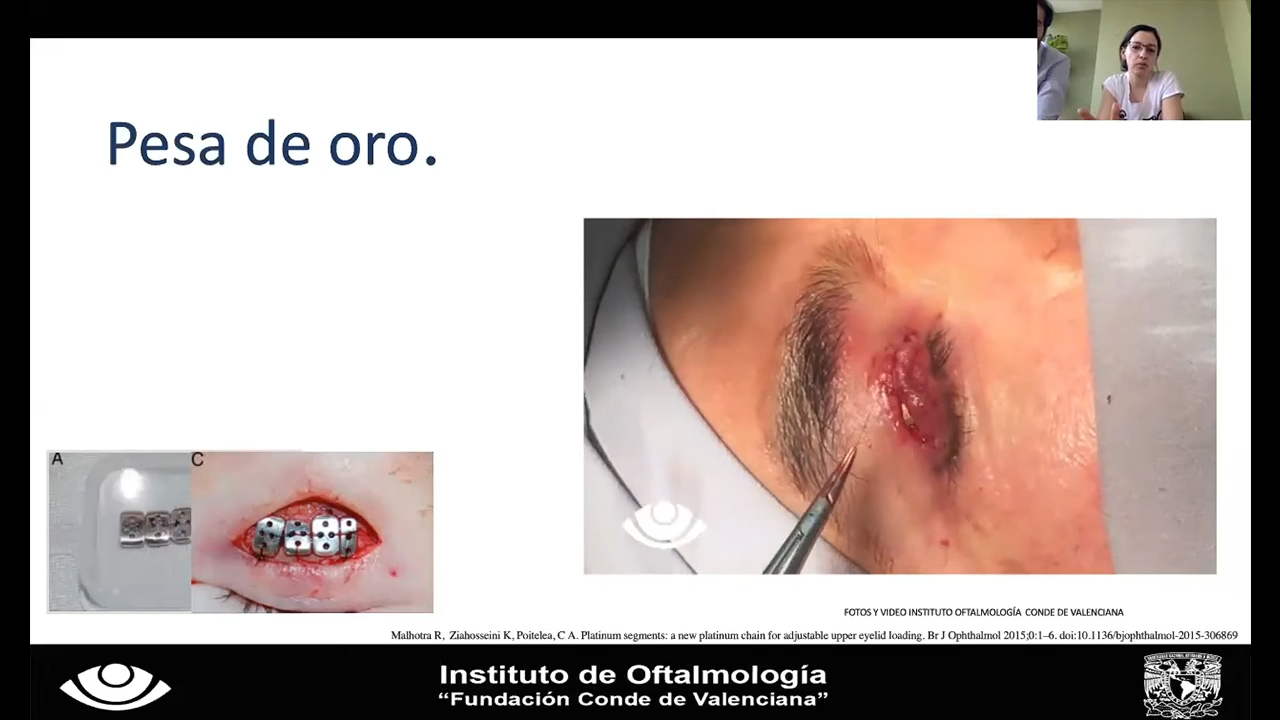 Pesa de oro.
A
C
FOTOS Y VIDEO INSTITUTO OFTALMOLOGÍA CONDE DE VALENCIANA
Malhotra R, Ziahosseini K, Poitelea, C A. Platinum segments: a new platinum chain for adjustable upper eyelid loading. Br J Ophthalmol 2015;0:1–6. doi:10.1136/bjophthalmol-2015-306869
Instituto de Oftalmología
“Fundación Conde de Valenciana”